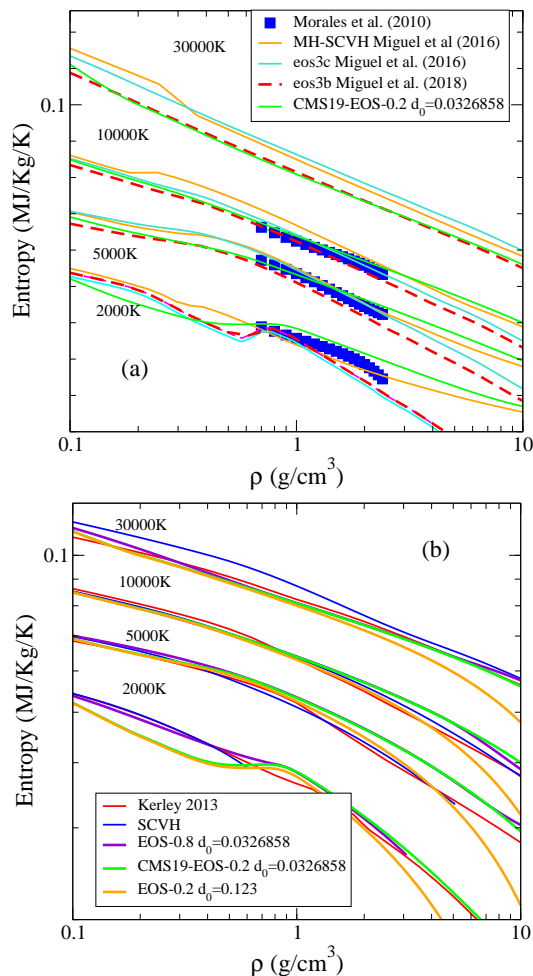 Morales et al. (2010)
MH-SCVH Miguel et al (2016)
eos3c Miguel et al. (2016)
eos3b Miguel et al. (2018)
CMS19-EOS-0.2 d₀=0.0326858
30000K
10000K
5000K
2000K
(a)
0.1
Entropy (MJ/Kg/K)
0.1 1 10
ρ (g/cm³)
30000K
10000K
5000K
2000K
(b)
0.1
Entropy (MJ/Kg/K)
Kerley 2013
SCVH
EOS-0.8 d₀=0.0326858
CMS19-EOS-0.2 d₀=0.0326858
EOS-0.2 d₀=0.123
0.1 1 10
ρ (g/cm³)